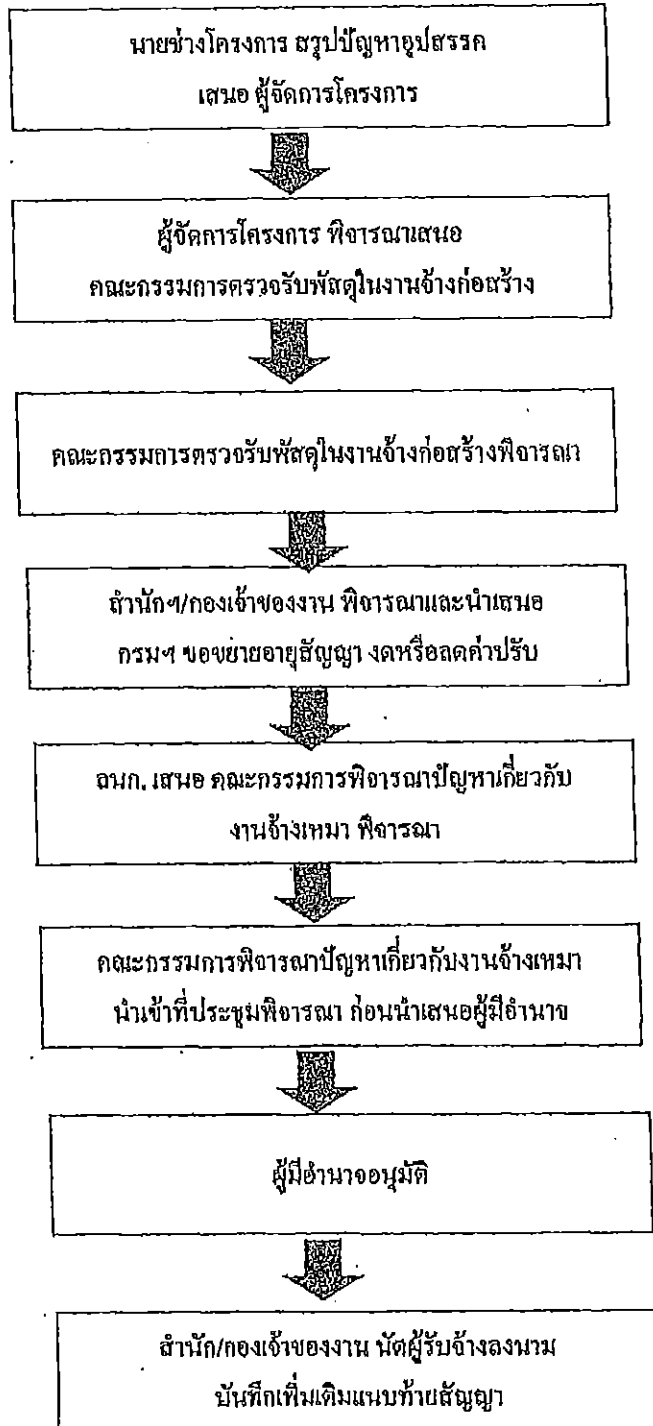 นายช่างโครงการ สรุปปัญหาอุปสรรค
เสนอ ผู้จัดการโครงการ
ผู้จัดการโครงการ พิจารณาเสนอ
คณะกรรมการตรวจรับพัสดุในงานจ้างก่อสร้าง
คณะกรรมการตรวจรับพัสดุในงานจ้างก่อสร้างพิจารณา
สำนักฯ/กองเจ้าของงาน พิจารณาและนำเสนอ
กรมฯ ขอขยายอายุสัญญา งดหรือลดค่าปรับ
ลนก. เสนอ คณะกรรมการพิจารณาปัญหาเกี่ยวกับ
งานจ้างเหมา พิจารณา
คณะกรรมการพิจารณาปัญหาเกี่ยวกับงานจ้างเหมา
นำเข้าที่ประชุมพิจารณา ก่อนนำเสนอผู้มีอำนาจ
ผู้มีอำนาจอนุมัติ
สำนัก/กองเจ้าของงาน นัดผู้รับจ้างลงนาม
บันทึกเพิ่มเติมแนบท้ายสัญญา